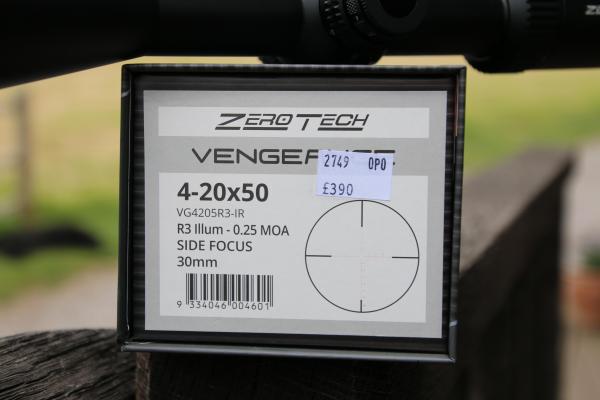 ZEROTECH
2749 OPO
£390
4-20x50
VG4205R3-IR
R3 Illum - 0.25 MOA
SIDE FOCUS
30mm
9 334046 004601